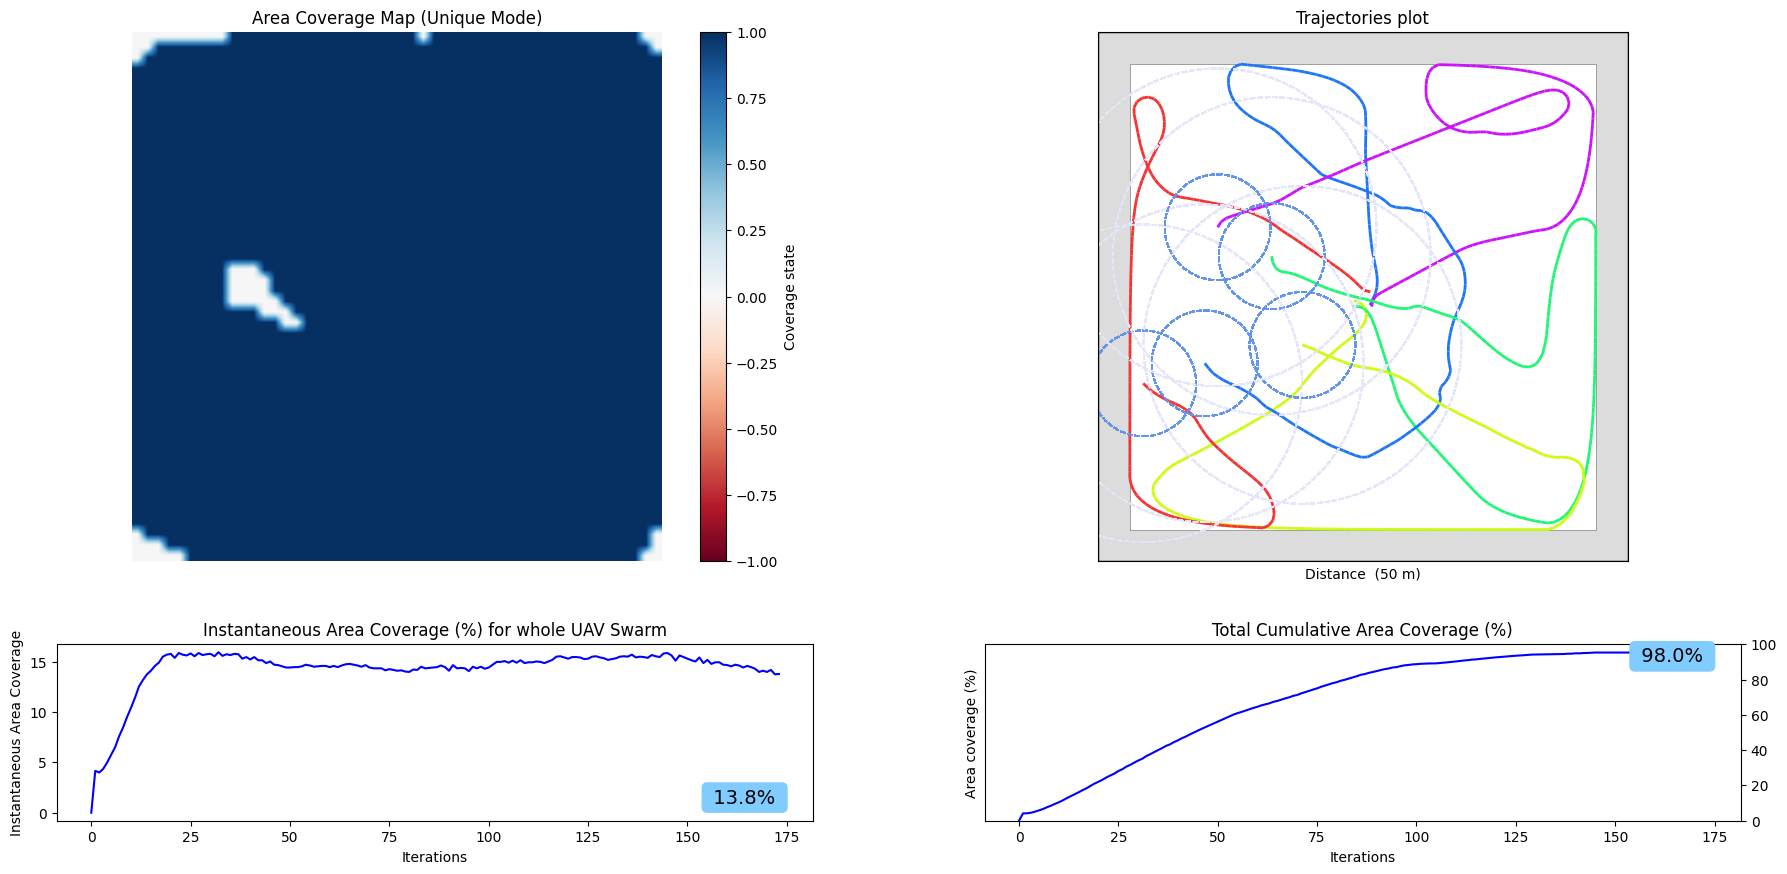 Area Coverage Map (Unique Mode)
1.00
0.75
0.50
0.25
0.00
−0.25
−0.50
−0.75
−1.00
Coverage state
Trajectories plot
Distance  (50 m)
Instantaneous Area Coverage (%) for whole UAV Swarm
Instantaneous Area Coverage
15
10
5
0
13.8%
0 25 50 75 100 125 150 175
Iterations
Total Cumulative Area Coverage (%)
Area coverage (%)
98.0%
100
80
60
40
20
0
0 25 50 75 100 125 150 175
Iterations